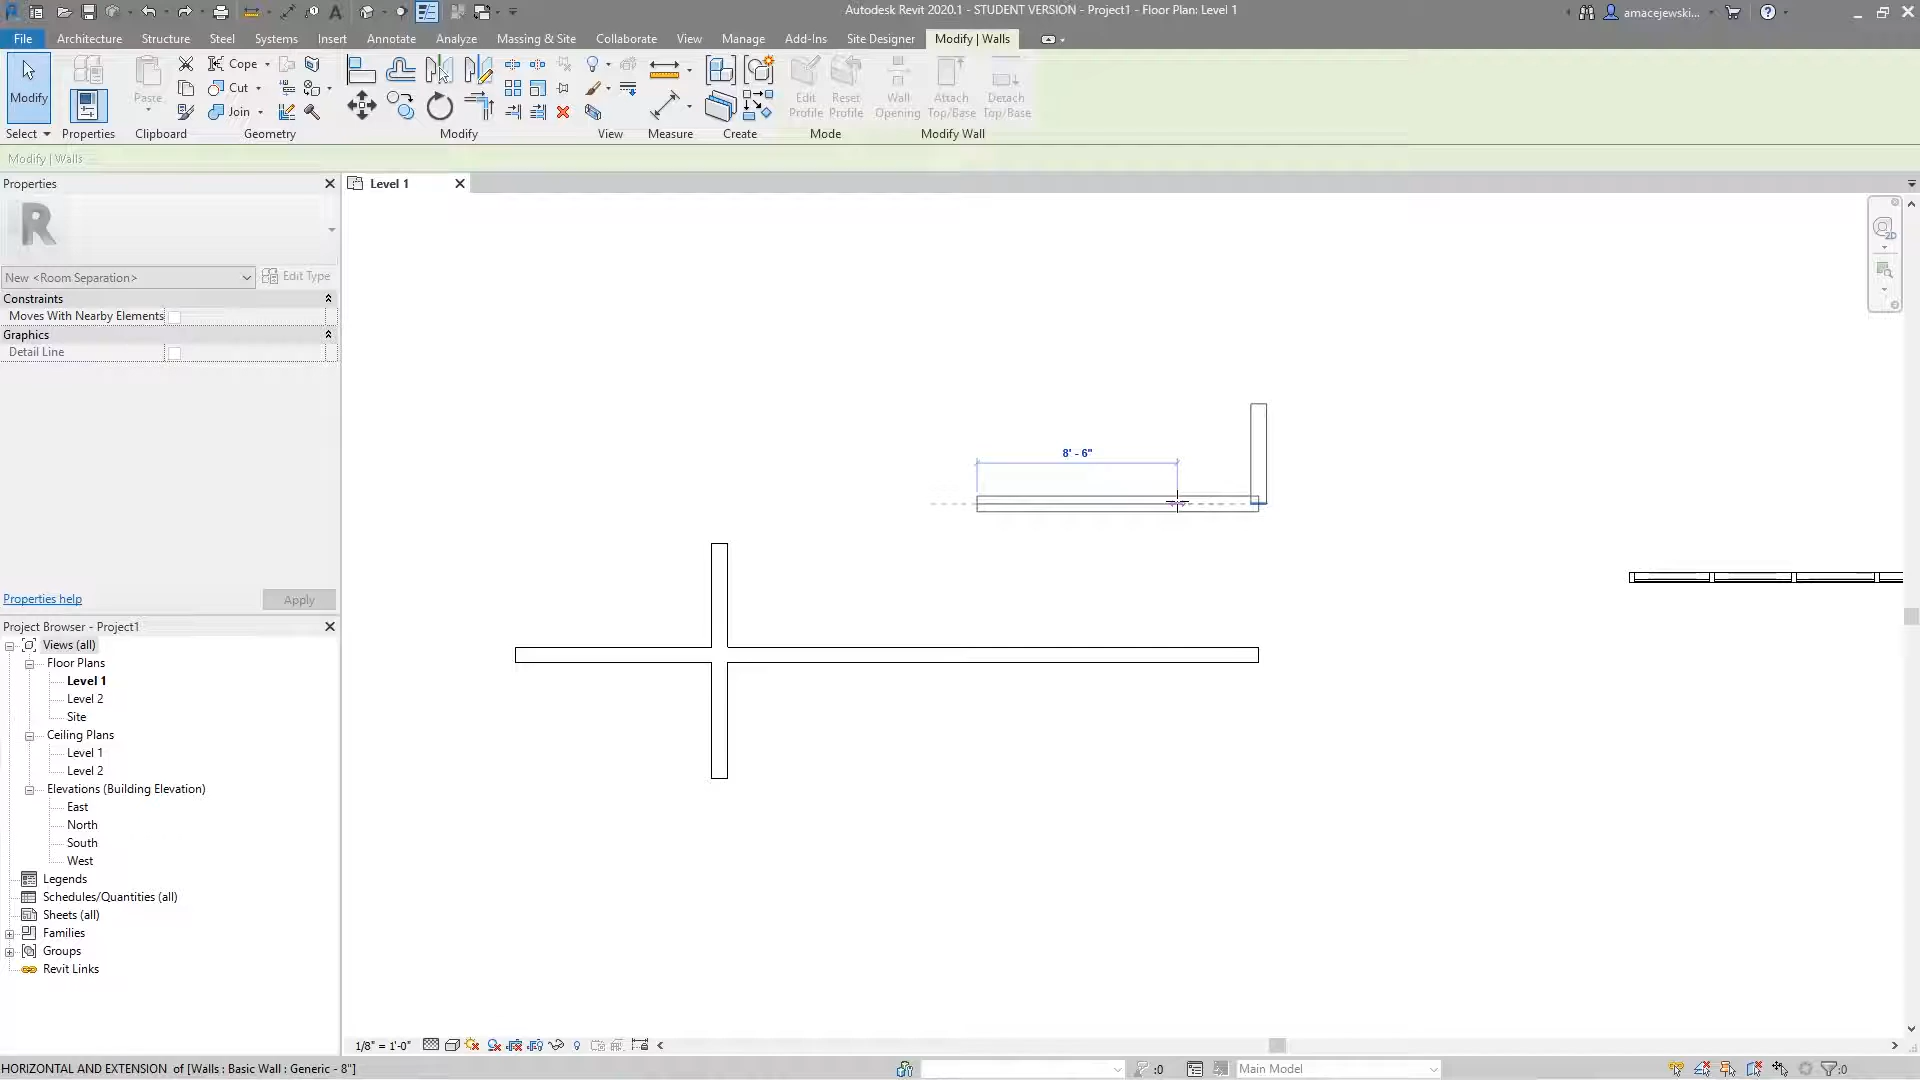 Autodesk Revit 2020.1 - STUDENT VERSION - Project1 - Floor Plan: Level 1
amacejewski...
File Architecture Structure Steel Systems Insert Annotate Analyze Massing & Site Collaborate View Manage Add-Ins Site Designer Modify | Walls
Modify
Paste
Cope
Cut
Join
Edit Profile
Reset Profile
Wall Opening
Attach Top/Base
Detach Top/Base
Select Properties Clipboard Geometry Modify View Measure Create Mode Modify Wall
Modify | Walls
Properties
Level 1
R
2D
New <Room Separation>
Edit Type
Constraints
Moves With Nearby Elements
Graphics
Detail Line
8' - 6"
Properties help
Apply
Project Browser - Project1
Views (all)
Floor Plans
Level 1
Level 2
Site
Ceiling Plans
Level 1
Level 2
Elevations (Building Elevation)
East
North
South
West
Legends
Schedules/Quantities (all)
Sheets (all)
Families
Groups
Revit Links
1/8" = 1'-0"
HORIZONTAL AND EXTENSION of [Walls : Basic Wall : Generic - 8"]
:0
Main Model
:0